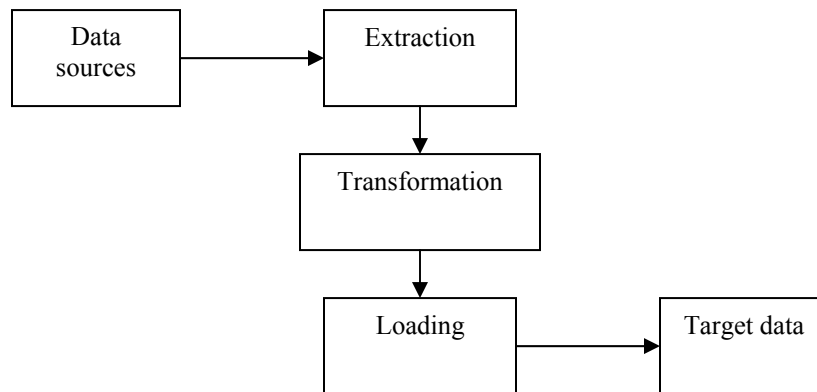 Data
sources
Extraction
Transformation
Loading
Target data